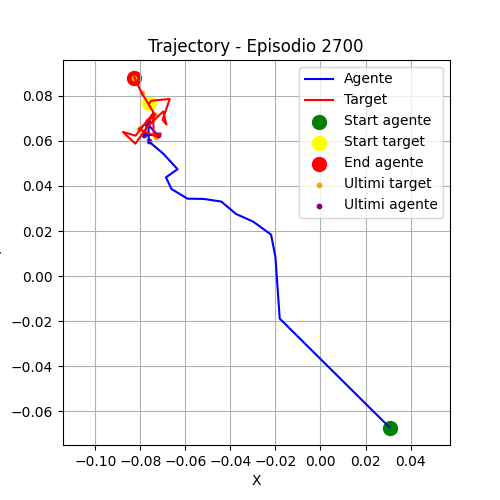 Trajectory - Episodio 2700
Agente
Target
Start agente
Start target
End agente
Ultimi target
Ultimi agente
0.08
0.06
0.04
0.02
0.00
−0.02
−0.04
−0.06
−0.10 −0.08 −0.06 −0.04 −0.02 0.00 0.02 0.04
X